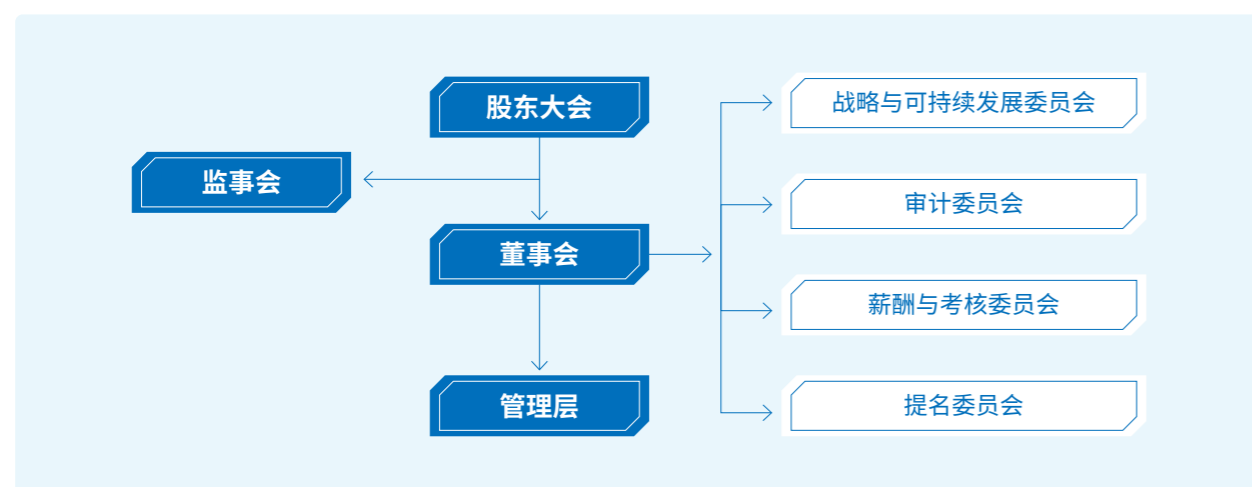 股东大会
监事会
董事会
管理层
战略与可持续发展委员会
审计委员会
薪酬与考核委员会
提名委员会